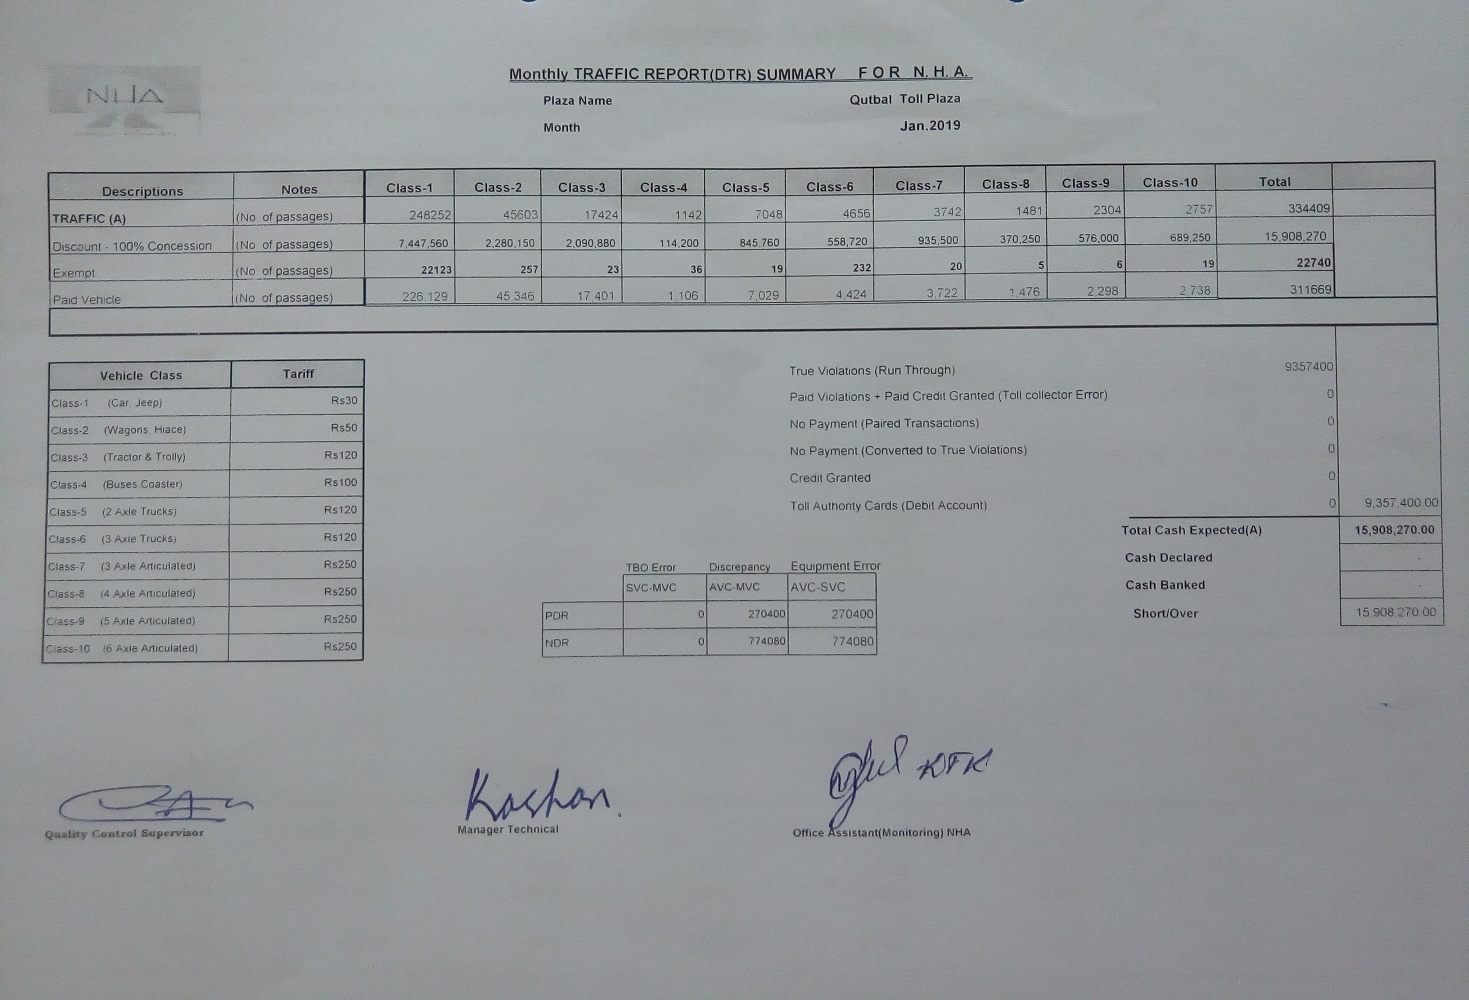 NHA
Monthly TRAFFIC REPORT(DTR) SUMMARY FOR N. H. A.
Plaza Name Qutbal Toll Plaza
Month Jan.2019
Descriptions Notes Class-1 Class-2 Class-3 Class-4 Class-5 Class-6 Class-7 Class-8 Class-9 Class-10 Total
TRAFFIC (A) (No. of passages) 248252 45603 17424 1142 7048 4656 3742 1481 2304 2757 334409
Discount - 100% Concession (No. of passages) 7,447,560 2,280,150 2,090,880 114,200 845,760 558,720 935,500 370,250 576,000 689,250 15,908,270
Exempt (No. of passages) 22123 257 23 36 19 232 20 5 6 19 22740
Paid Vehicle (No. of passages) 226,129 45,346 17,401 1,106 7,029 4,424 3,722 1,476 2,298 2,738 311669
Vehicle Class Tariff
Class-1 (Car, Jeep) Rs30
Class-2 (Wagons, Hiace) Rs50
Class-3 (Tractor & Trolly) Rs120
Class-4 (Buses, Coaster) Rs100
Class-5 (2 Axle Trucks) Rs120
Class-6 (3 Axle Trucks) Rs120
Class-7 (3 Axle Articulated) Rs250
Class-8 (4 Axle Articulated) Rs250
Class-9 (5 Axle Articulated) Rs250
Class-10 (6 Axle Articulated) Rs250
True Violations (Run Through) 9357400
Paid Violations + Paid Credit Granted (Toll collector Error) 0
No Payment (Paired Transactions) 0
No Payment (Converted to True Violations) 0
Credit Granted 0
Toll Authority Cards (Debit Account) 0 9,357,400.00
Total Cash Expected(A) 15,908,270.00
Cash Declared -
Cash Banked
Short/Over 15,908,270.00
TBO Error Discrepancy Equipment Error
SVC-MVC AVC-MVC AVC-SVC
PDR 0 270400 270400
NDR 0 774080 774080
Quality Control Supervisor
Koshan.
Manager Technical
Office Assistant(Monitoring) NHA